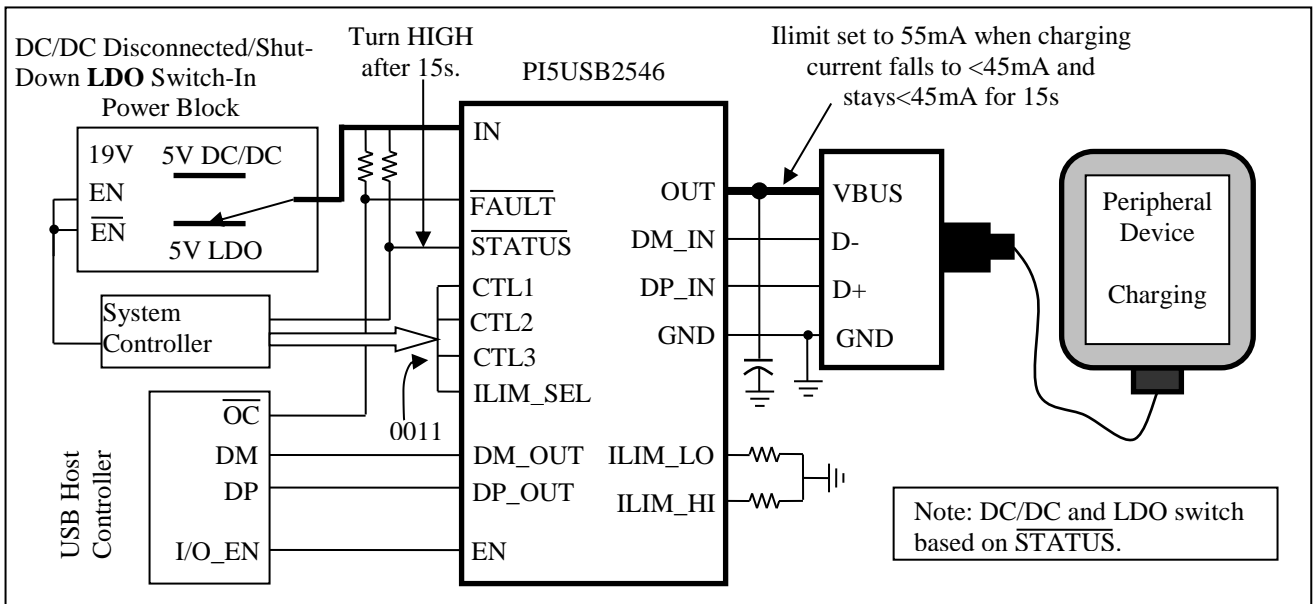 DC/DC Disconnected/Shut-
Down LDO Switch-In
Power Block
19V
5V DC/DC
EN
EN
5V LDO
Turn HIGH
after 15s.
System
Controller
0011
USB Host
Controller
OC
DM
DP
I/O_EN
PI5USB2546
IN
FAULT
STATUS
CTL1
CTL2
CTL3
ILIM_SEL
DM_OUT
DP_OUT
EN
OUT
DM_IN
DP_IN
GND
ILIM_LO
ILIM_HI
Ilimit set to 55mA when charging
current falls to <45mA and
stays<45mA for 15s
VBUS
D-
D+
GND
Peripheral
Device
Charging
Note: DC/DC and LDO switch
based on STATUS.